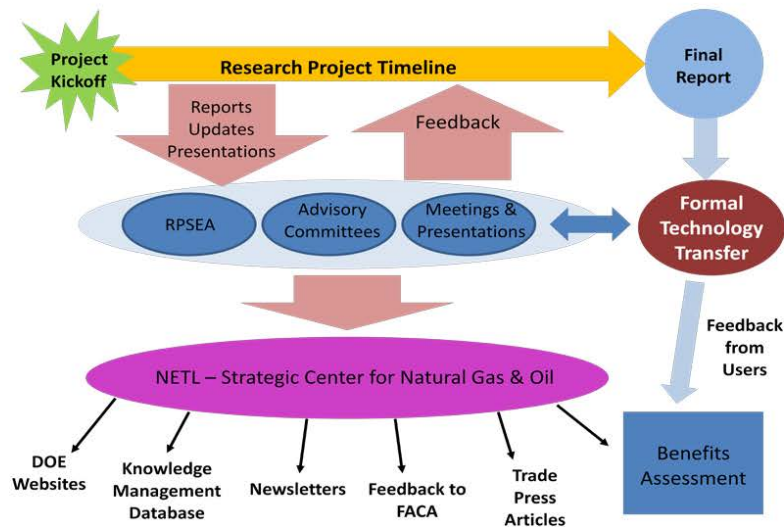 Project
Kickoff
Research Project Timeline
Final
Report
Reports
Updates
Presentations
Feedback
RPSEA
Advisory
Committees
Meetings &
Presentations
Formal
Technology
Transfer
NETL – Strategic Center for Natural Gas & Oil
Feedback
from
Users
DOE
Websites
Knowledge
Management
Database
Newsletters
Feedback to
FACA
Trade
Press
Articles
Benefits
Assessment